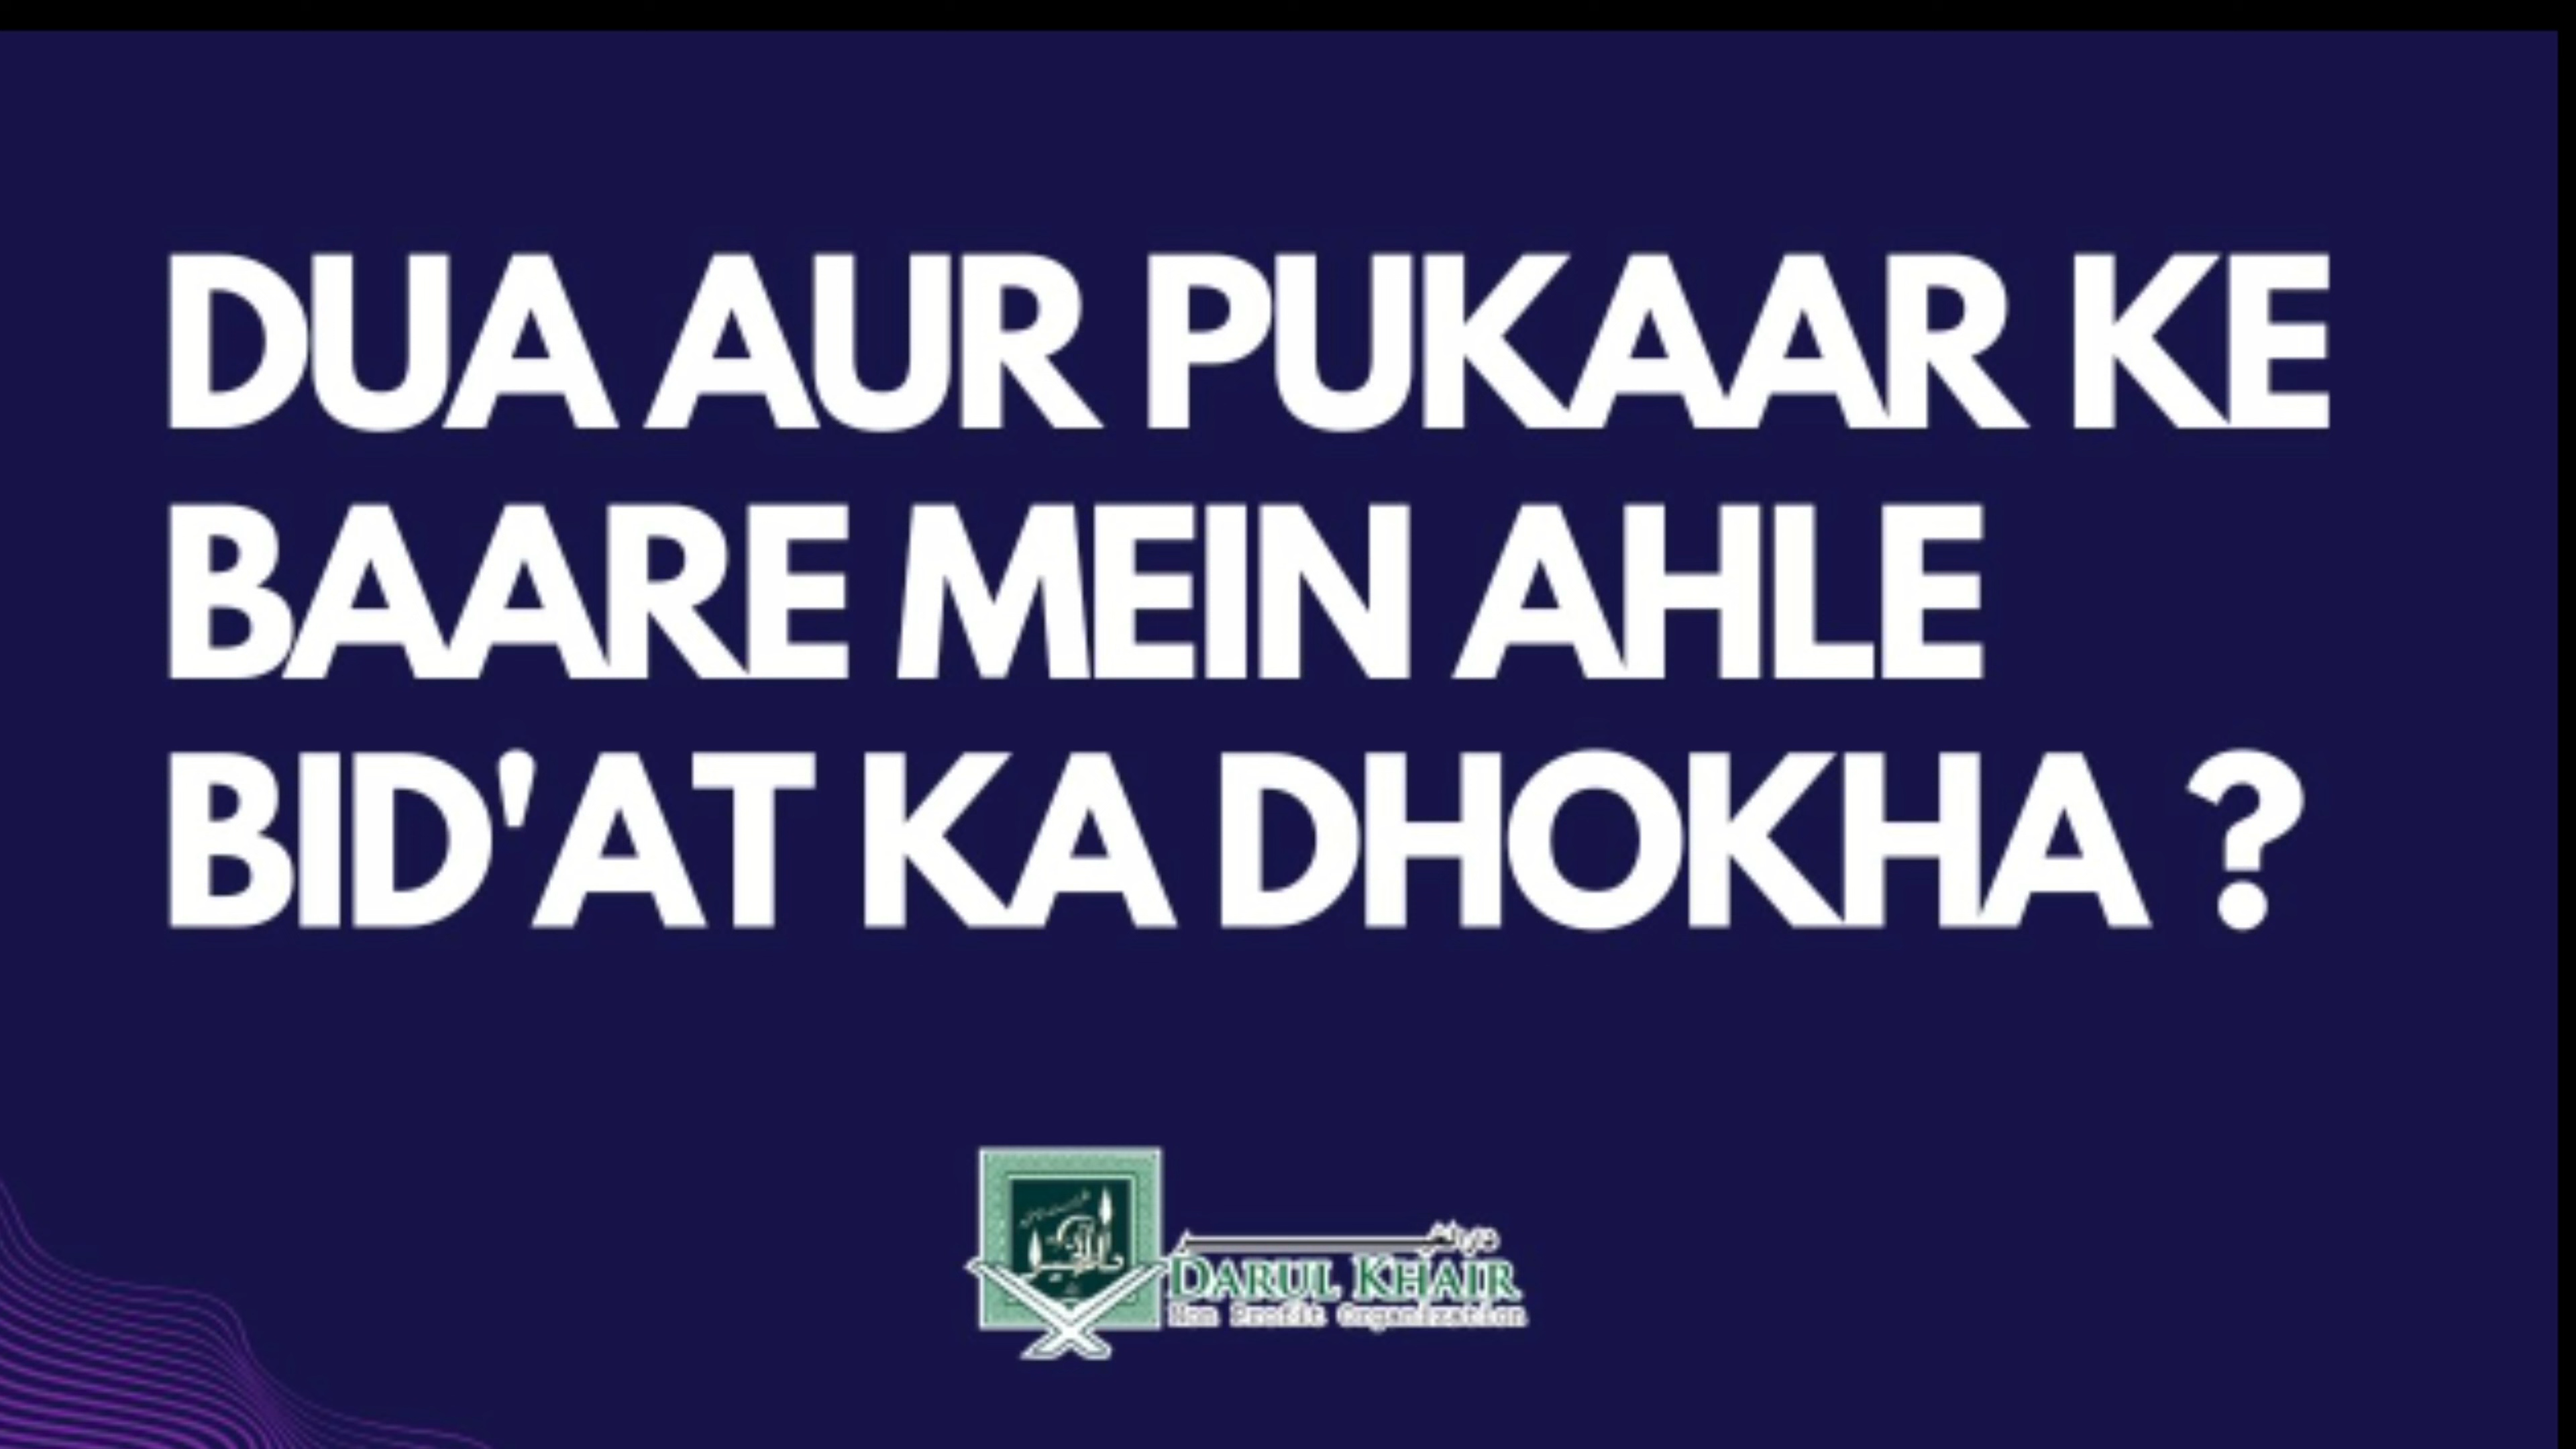 DUA AUR PUKAAR KE
BAARE MEIN AHLE
BID'AT KA DHOKHA ?
DARUL KHAIR
Non Profit Organization